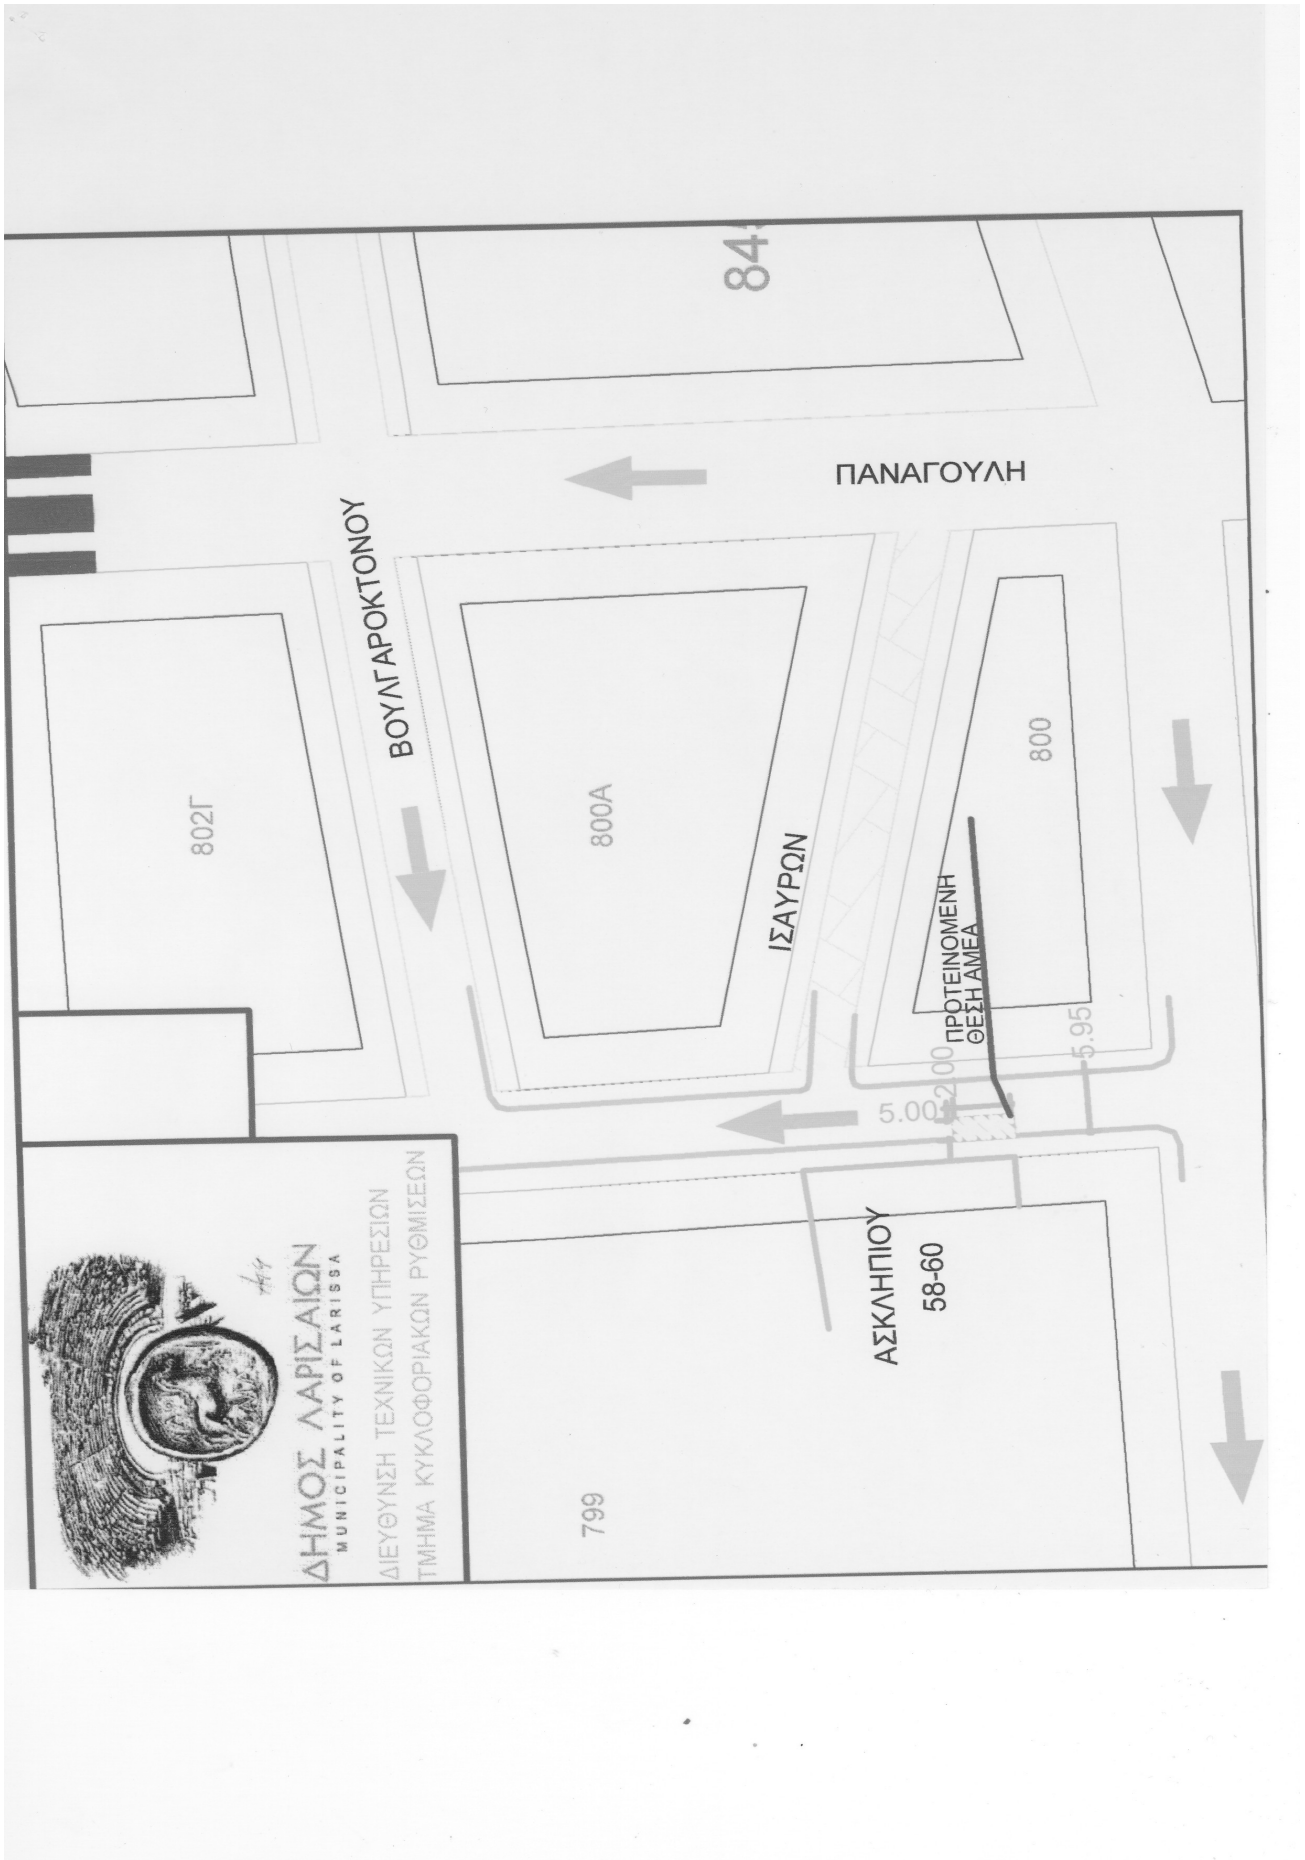 845
ΠΑΝΑΓΟΥΛΗ
ΒΟΥΛΓΑΡΟΚΤΟΝΟΥ
802Γ
800Α
800
ΙΣΑΥΡΩΝ
ΠΡΟΤΕΙΝΟΜΕΝΗ
ΘΕΣΗ ΑΜΕΑ
5.00
2.00
5.95
ΑΣΚΛΗΠΙΟΥ
58-60
799
ΔΗΜΟΣ ΛΑΡΙΣΑΙΩΝ
MUNICIPALITY OF LARISSA
ΔΙΕΥΘΥΝΣΗ ΤΕΧΝΙΚΩΝ ΥΠΗΡΕΣΙΩΝ
ΤΜΗΜΑ ΚΥΚΛΟΦΟΡΙΑΚΩΝ ΡΥΘΜΙΣΕΩΝ